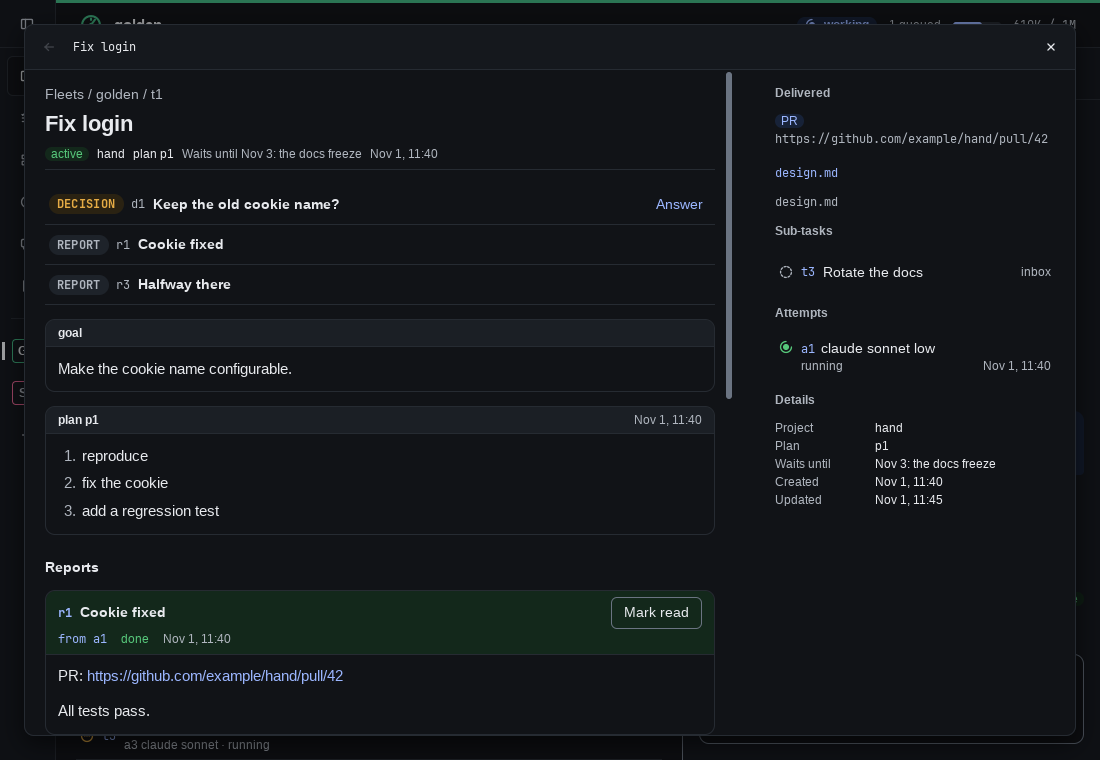 golden
working 1 queued 610K / 1M
Fix login
Fleets / golden / t1
Fix login
active hand plan p1 Waits until Nov 3: the docs freeze Nov 1, 11:40
DECISION d1 Keep the old cookie name? Answer
REPORT r1 Cookie fixed
REPORT r3 Halfway there
goal
Make the cookie name configurable.
plan p1 Nov 1, 11:40
1. reproduce
2. fix the cookie
3. add a regression test
Reports
r1 Cookie fixed Mark read
from a1 done Nov 1, 11:40
PR: https://github.com/example/hand/pull/42
All tests pass.
Delivered
PR
https://github.com/example/hand/pull/42
design.md
design.md
Sub-tasks
t3 Rotate the docs inbox
Attempts
a1 claude sonnet low
running Nov 1, 11:40
Details
Project hand
Plan p1
Waits until Nov 3: the docs freeze
Created Nov 1, 11:40
Updated Nov 1, 11:45
a3 claude sonnet · running